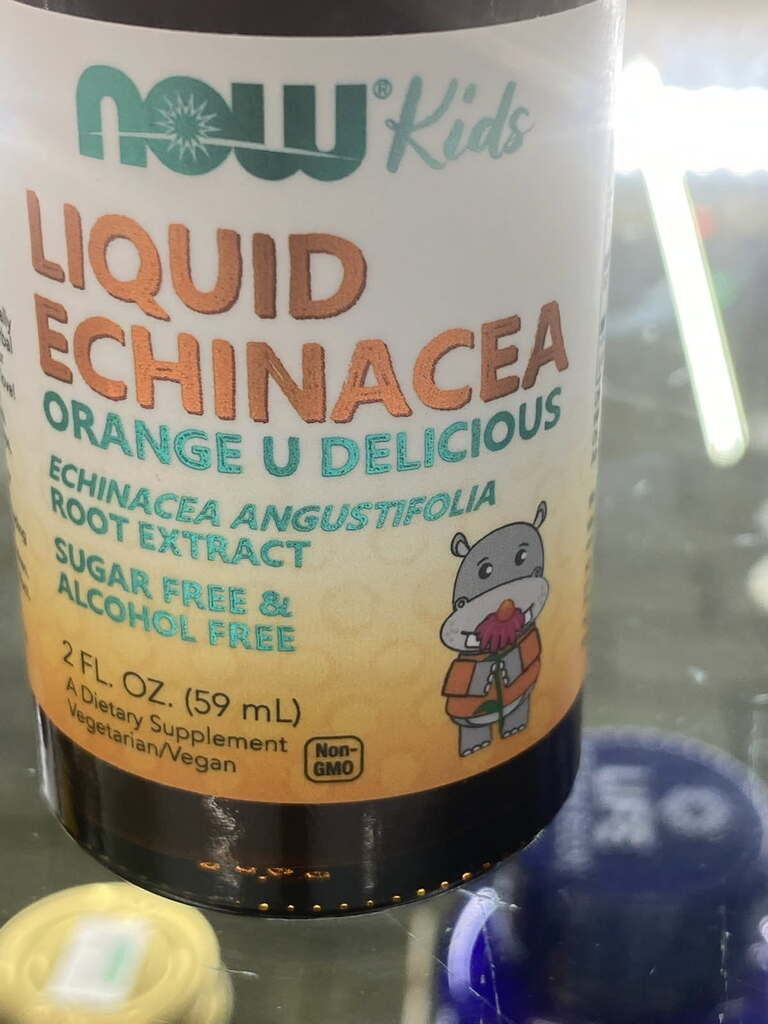 NOW® Kids
LIQUID
ECHINACEA
ORANGE U DELICIOUS
ECHINACEA ANGUSTIFOLIA
ROOT EXTRACT
SUGAR FREE &
ALCOHOL FREE
2 FL. OZ. (59 mL)
A Dietary Supplement
Vegetarian/Vegan
Non-
GMO